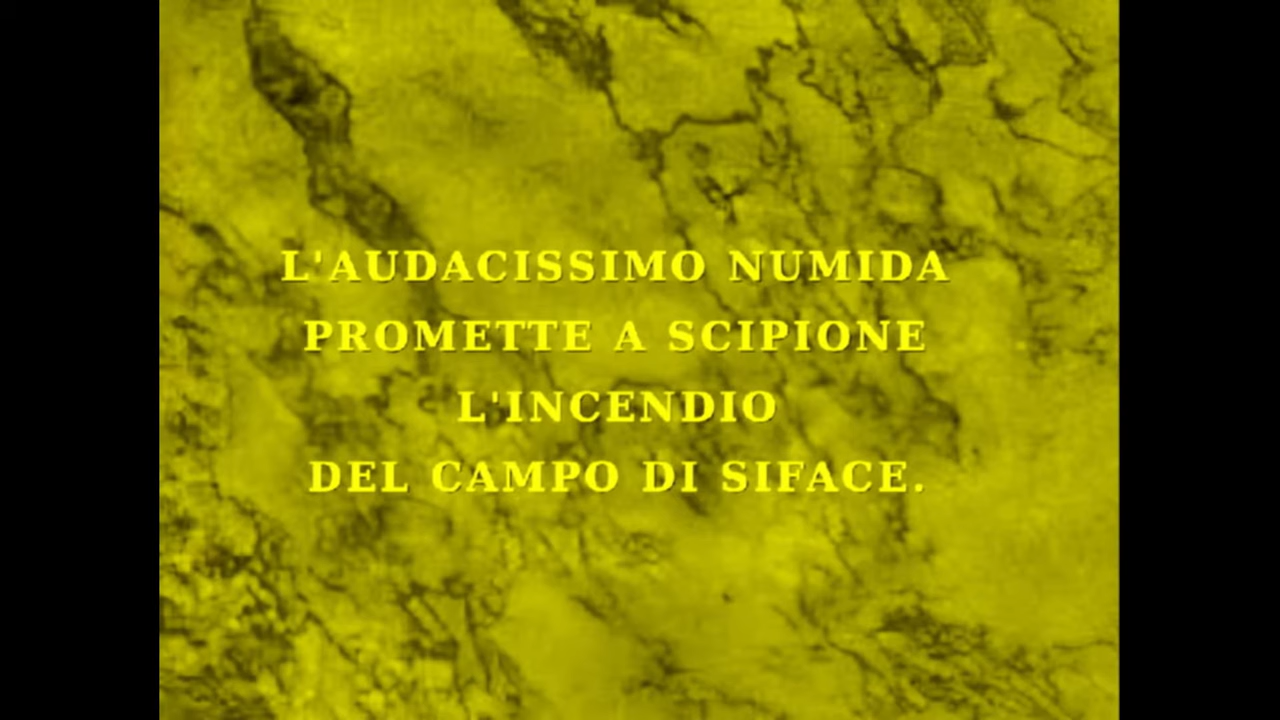 L'AUDACISSIMO NUMIDA
PROMETTE A SCIPIONE
L'INCENDIO
DEL CAMPO DI SIFACE.